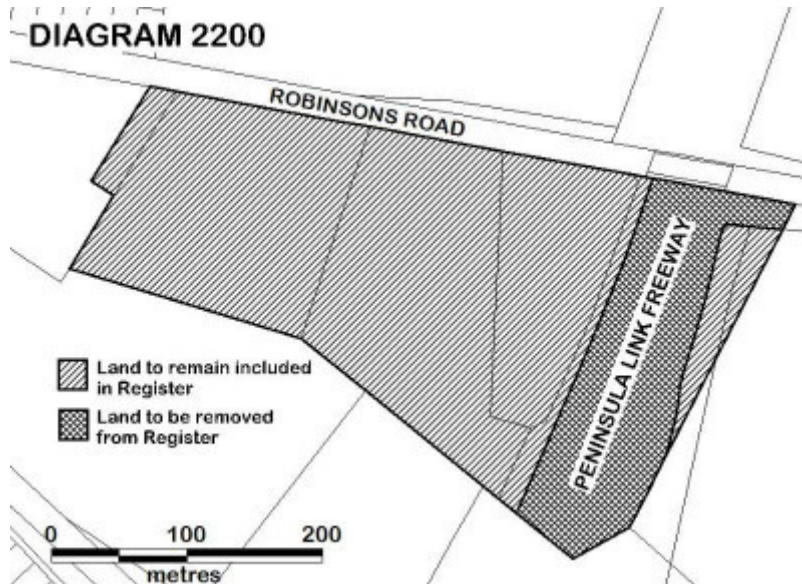 DIAGRAM 2200
ROBINSONS ROAD
PENINSULA LINK FREEWAY
Land to remain included
in Register
Land to be removed
from Register
0 100 200
metres